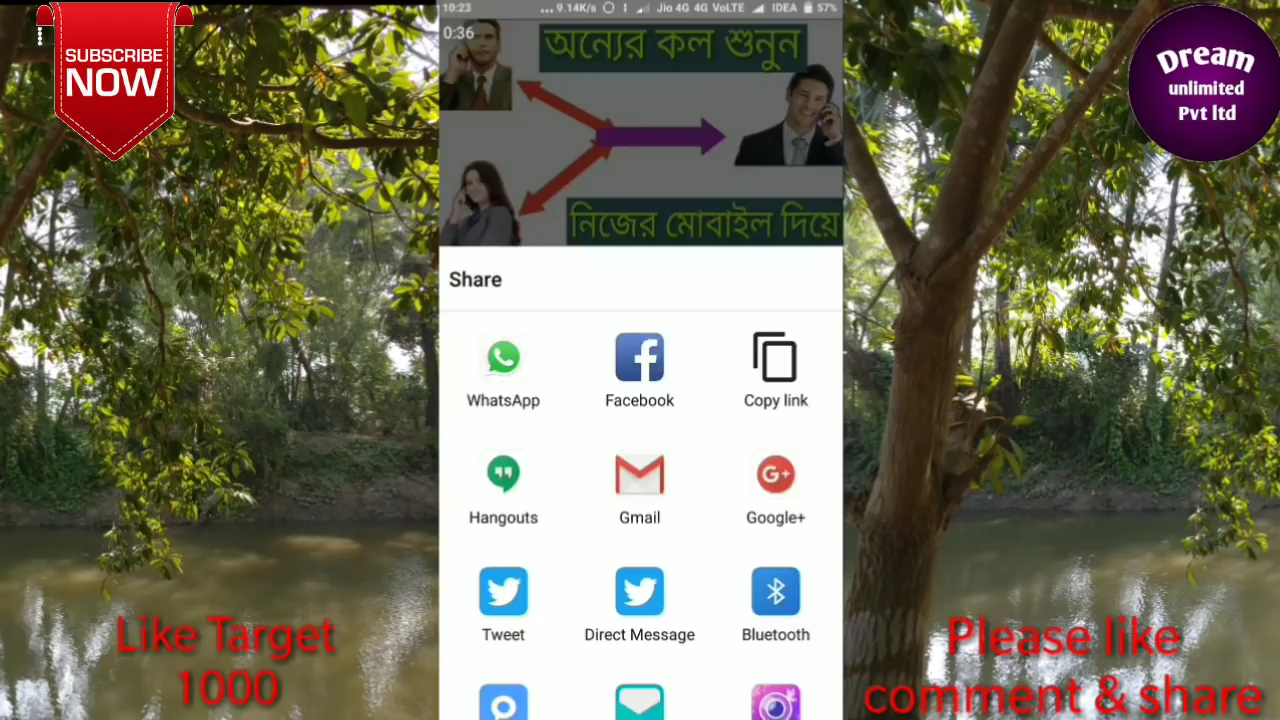 SUBSCRIBE
NOW
10:23 ... 9.14K/s Jio 4G 4G VoLTE IDEA 57%
0:36
অন্যের কল শুনুন
নিজের মোবাইল দিয়ে
Dream
unlimited
Pvt ltd
Share
WhatsApp Facebook Copy link
Hangouts Gmail Google+
Tweet Direct Message Bluetooth
Like Target
1000
Please like
comment & share